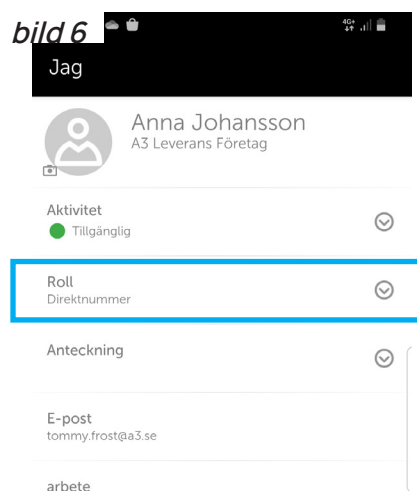 bild 6
4G+
Jag
Anna Johansson
A3 Leverans Företag
Aktivitet
Tillgänglig
Roll
Direktnummer
Anteckning
E-post
tommy.frost@a3.se
arbete